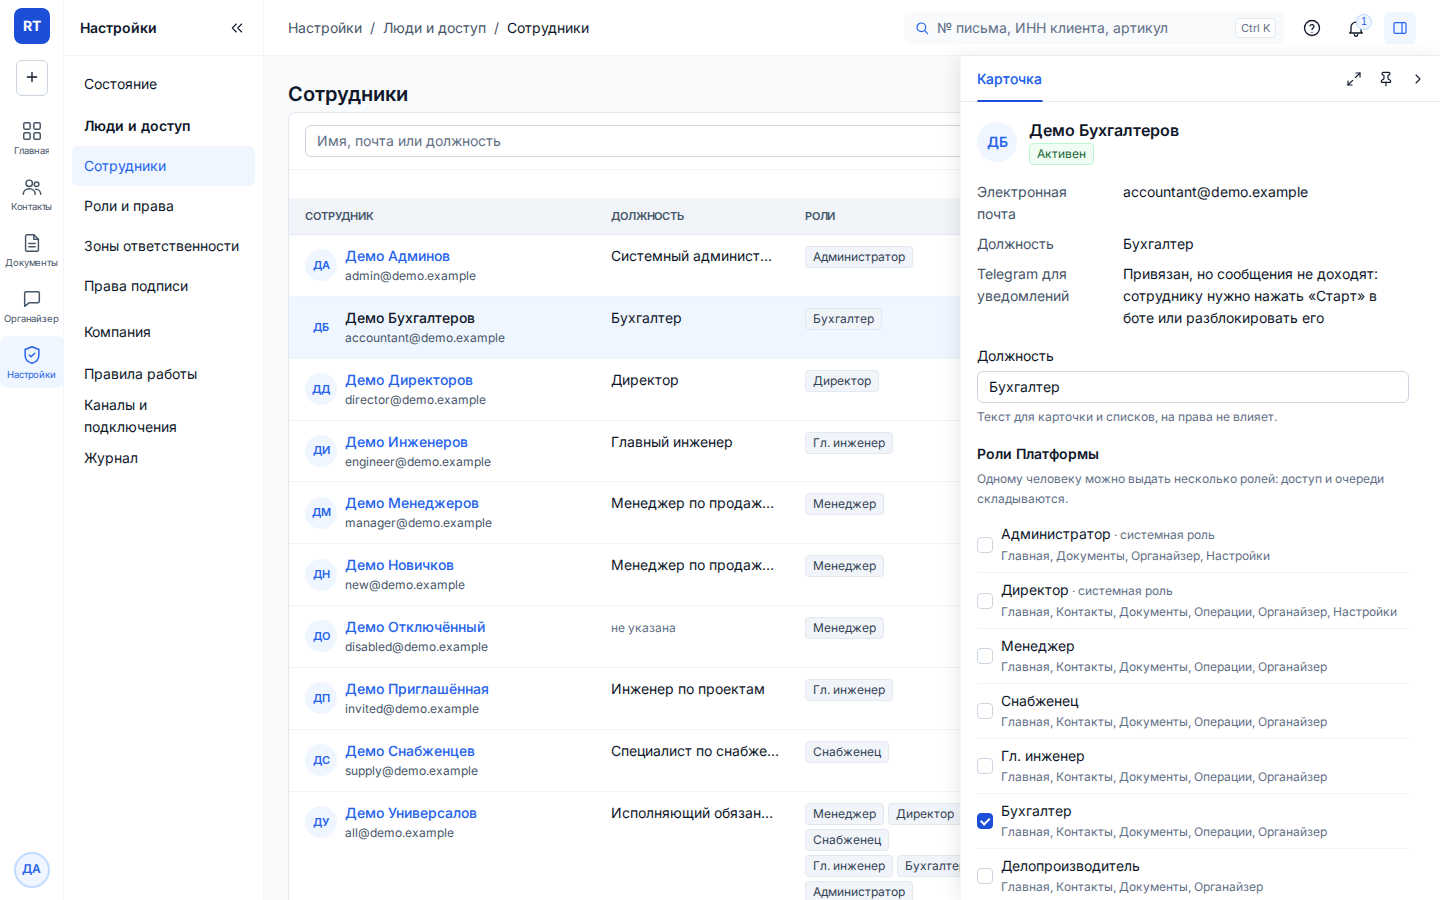 RT
Главная
Контакты
Документы
Органайзер
Настройки
ДА
Настройки
Состояние
Люди и доступ
Сотрудники
Роли и права
Зоны ответственности
Права подписи
Компания
Правила работы
Каналы и
подключения
Журнал
Настройки / Люди и доступ / Сотрудники
№ письма, ИНН клиента, артикул
Ctrl K
1
Сотрудники
Имя, почта или должность
СОТРУДНИК ДОЛЖНОСТЬ РОЛИ
ДА Демо Админов Системный админист... Администратор
admin@demo.example
ДБ Демо Бухгалтеров Бухгалтер Бухгалтер
accountant@demo.example
ДД Демо Директоров Директор Директор
director@demo.example
ДИ Демо Инженеров Главный инженер Гл. инженер
engineer@demo.example
ДМ Демо Менеджеров Менеджер по продаж... Менеджер
manager@demo.example
ДН Демо Новичков Менеджер по продаж... Менеджер
new@demo.example
ДО Демо Отключённый не указана Менеджер
disabled@demo.example
ДП Демо Приглашённая Инженер по проектам Гл. инженер
invited@demo.example
ДС Демо Снабженцев Специалист по снабже... Снабженец
supply@demo.example
ДУ Демо Универсалов Исполняющий обязан... Менеджер Директор
all@demo.example
Снабженец
Гл. инженер Бухгалте
Администратор
Карточка
ДБ Демо Бухгалтеров
Активен
Электронная
почта
accountant@demo.example
Должность Бухгалтер
Telegram для
уведомлений
Привязан, но сообщения не доходят:
сотруднику нужно нажать «Старт» в
боте или разблокировать его
Должность
Бухгалтер
Текст для карточки и списков, на права не влияет.
Роли Платформы
Одному человеку можно выдать несколько ролей: доступ и очереди
складываются.
Администратор · системная роль
Главная, Документы, Органайзер, Настройки
Директор · системная роль
Главная, Контакты, Документы, Операции, Органайзер, Настройки
Менеджер
Главная, Контакты, Документы, Операции, Органайзер
Снабженец
Главная, Контакты, Документы, Операции, Органайзер
Гл. инженер
Главная, Контакты, Документы, Операции, Органайзер
Бухгалтер
Главная, Контакты, Документы, Операции, Органайзер
Делопроизводитель
Главная, Контакты, Документы, Органайзер